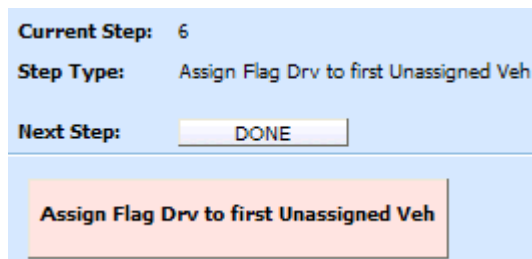 Current Step: 6
Step Type: Assign Flag Drv to first Unassigned Veh
Next Step: DONE
Assign Flag Drv to first Unassigned Veh